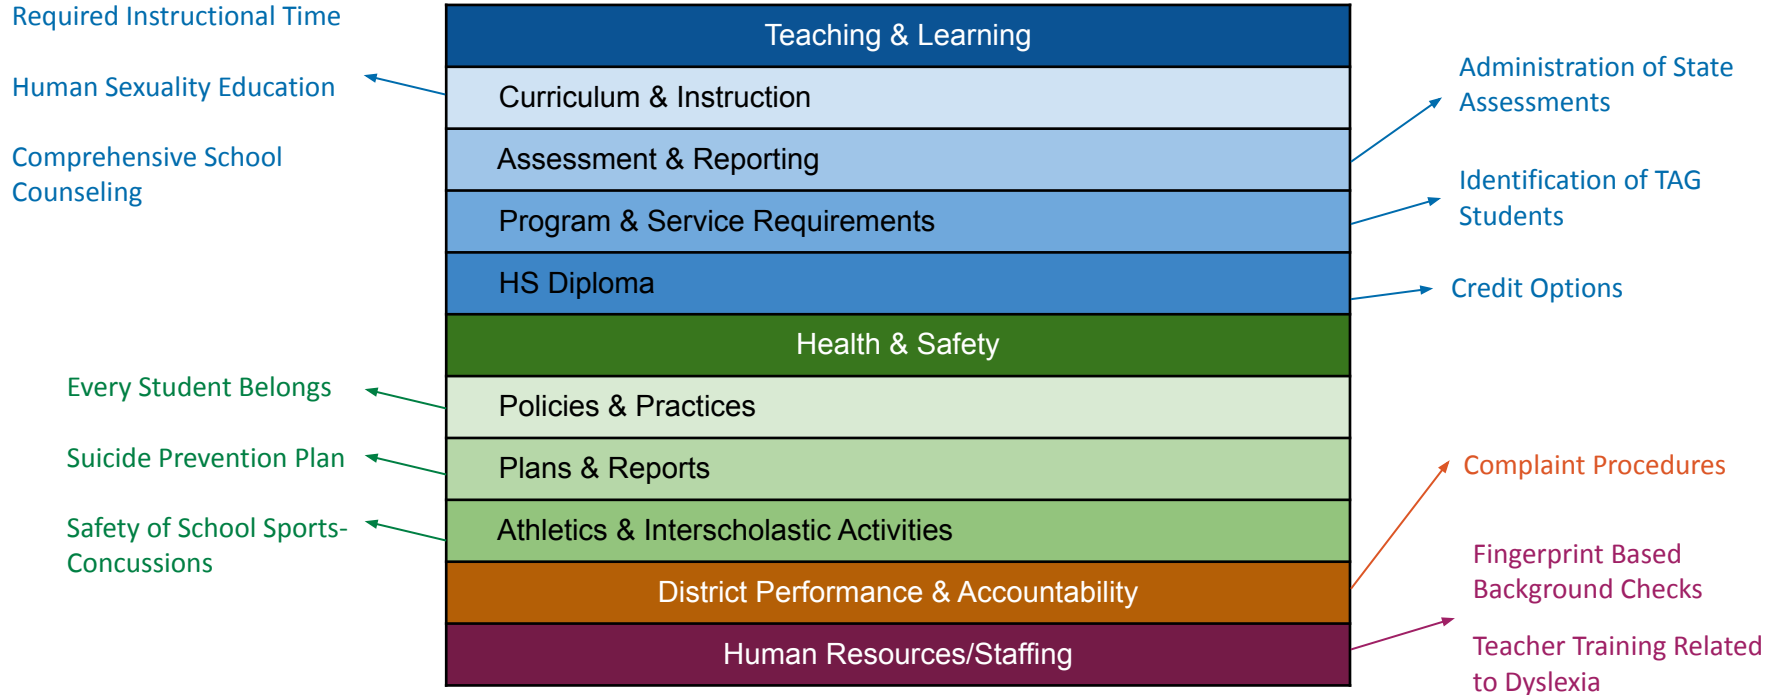 Required Instructional Time
Human Sexuality Education
Comprehensive School
Counseling
Teaching & Learning
Curriculum & Instruction
Assessment & Reporting
Program & Service Requirements
HS Diploma
Administration of State
Assessments
Identification of TAG
Students
Credit Options
Health & Safety
Every Student Belongs
Suicide Prevention Plan
Safety of School Sports-
Concussions
Policies & Practices
Plans & Reports
Athletics & Interscholastic Activities
District Performance & Accountability
Human Resources/Staffing
Complaint Procedures
Fingerprint Based
Background Checks
Teacher Training Related
to Dyslexia